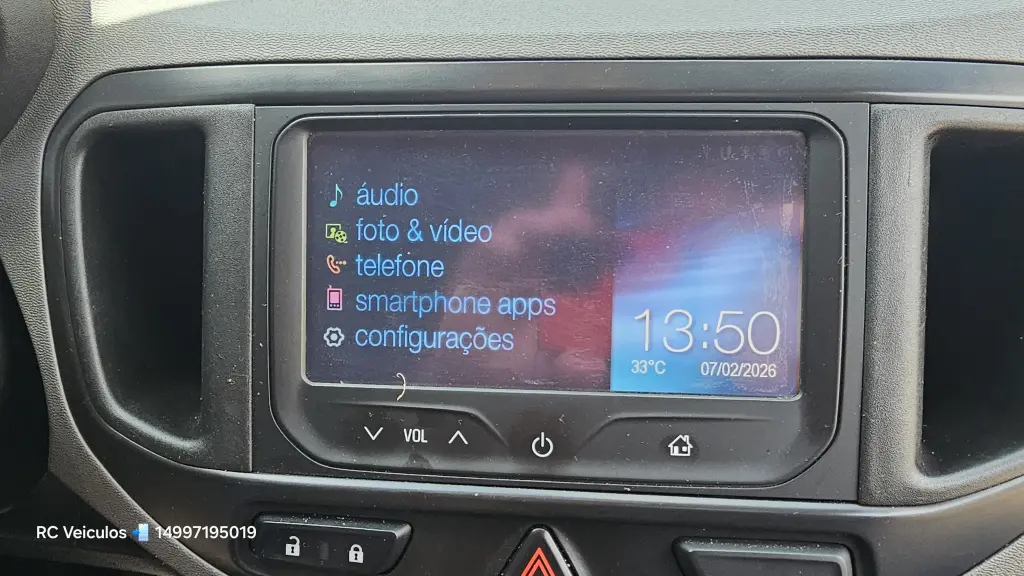 áudio
foto & vídeo
telefone
smartphone apps
configurações
13:50
33°C 07/02/2026
VOL
RC Veiculos 📱 14997195019